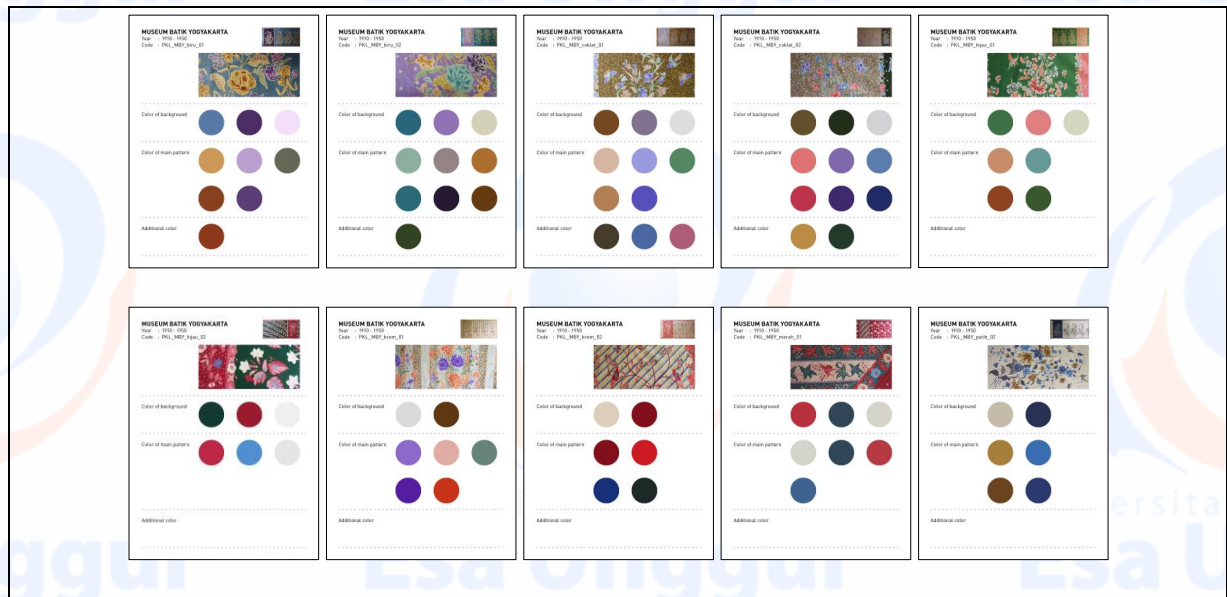 MUSEUM BATIK YOGYAKARTA
Year : 1910 - 1950
Code : PKL_MBY_biru_01
Color of background
Color of main pattern
Additional color
MUSEUM BATIK YOGYAKARTA
Year : 1910 - 1950
Code : PKL_MBY_biru_02
Color of background
Color of main pattern
Additional color
MUSEUM BATIK YOGYAKARTA
Year : 1910 - 1950
Code : PKL_MBY_coklat_01
Color of background
Color of main pattern
Additional color
MUSEUM BATIK YOGYAKARTA
Year : 1910 - 1950
Code : PKL_MBY_coklat_02
Color of background
Color of main pattern
Additional color
MUSEUM BATIK YOGYAKARTA
Year : 1910 - 1950
Code : PKL_MBY_hijau_01
Color of background
Color of main pattern
Additional color
MUSEUM BATIK YOGYAKARTA
Year : 1910 - 1950
Code : PKL_MBY_hijau_02
Color of background
Color of main pattern
Additional color
MUSEUM BATIK YOGYAKARTA
Year : 1910 - 1950
Code : PKL_MBY_krem_01
Color of background
Color of main pattern
Additional color
MUSEUM BATIK YOGYAKARTA
Year : 1910 - 1950
Code : PKL_MBY_krem_02
Color of background
Color of main pattern
Additional color
MUSEUM BATIK YOGYAKARTA
Year : 1910 - 1950
Code : PKL_MBY_merah_01
Color of background
Color of main pattern
Additional color
MUSEUM BATIK YOGYAKARTA
Year : 1910 - 1950
Code : PKL_MBY_putih_02
Color of background
Color of main pattern
Additional color
ersita
nggul
Esa Unggul
Esa U